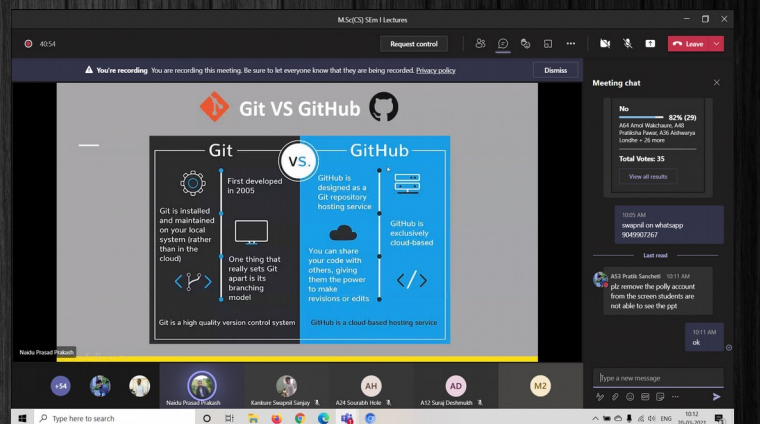 M.Sc(CS) SEm I Lectures
40:54
Request control
Leave
You're recording You are recording this meeting. Be sure to let everyone know that they are being recorded. Privacy policy
Dismiss
Git VS GitHub
Git
VS.
GitHub
First developed
in 2005
Git is installed
and maintained
on your local
system (rather
than in the
cloud)
One thing that
really sets Git
apart is its
branching
model
Git is a high quality version control system
GitHub is
designed as a
Git repository
hosting service
GitHub is
exclusively
cloud-based
You can share
your code with
others, giving
them the power
to make
revisions or edits
GitHub is a cloud-based hosting service
Naidu Prasad Prakash
+54
Naidu Prasad Prakash
Kankure Swapnil Sanjay
AH
A24 Sourabh Hole
AD
A12 Suraj Deshmukh
M2
Meeting chat
No
82% (29)
A64 Amol Wakchaure, A48
Pratiksha Pawar, A36 Aishwarya
Londhe + 26 more
Total Votes: 35
View all results
10:05 AM
swapnil on whatsapp
9049907267
Last read
A53 Pratik Sancheti 10:11 AM
plz remove the polly account
from the screen students are
not able to see the ppt
10:11 AM
ok
Type a new message
GIF
Type here to search
ENG
10:12
20-03-2021